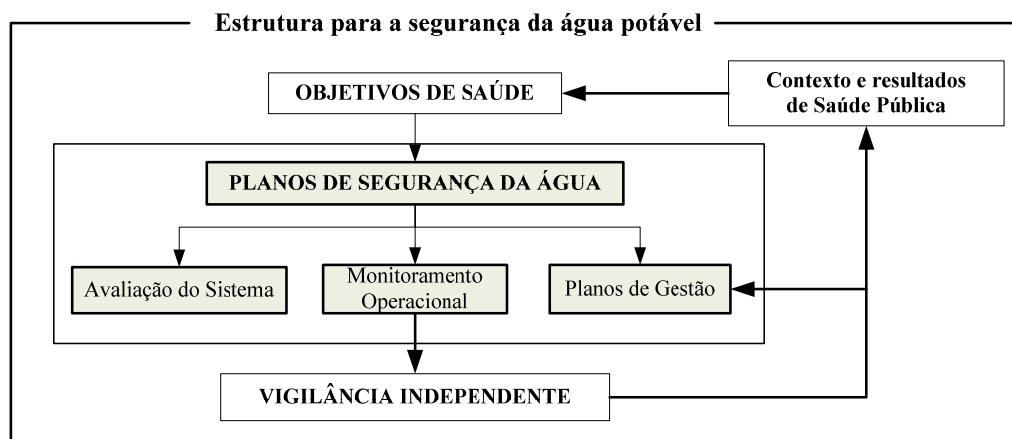 Estrutura para a segurança da água potável
OBJETIVOS DE SAÚDE
Contexto e resultados
de Saúde Pública
PLANOS DE SEGURANÇA DA ÁGUA
Avaliação do Sistema
Monitoramento
Operacional
Planos de Gestão
VIGILÂNCIA INDEPENDENTE